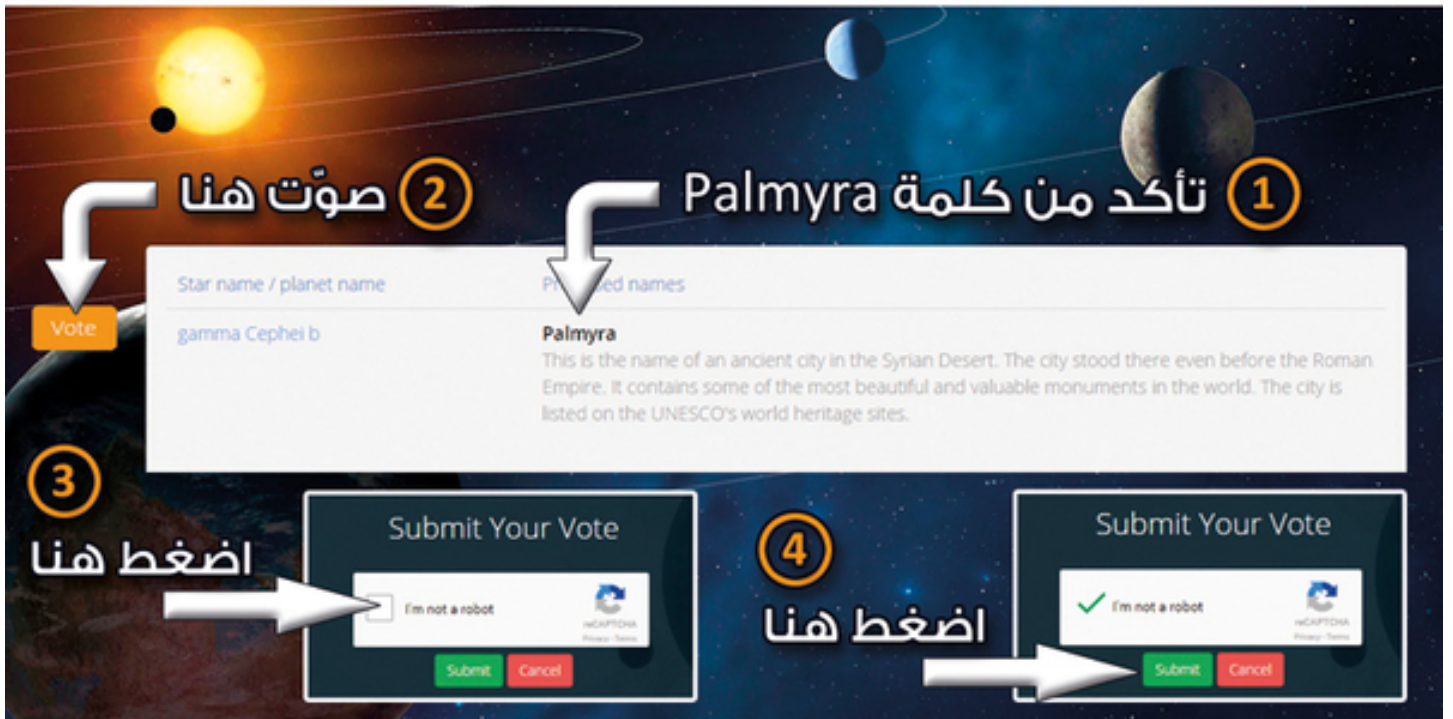 1 تأكد من كلمة Palmyra
2 صوّت هنا
Star name / planet name
Vote
gamma Cephei b
Palmyra
This is the name of an ancient city in the Syrian Desert. The city stood there even before the Roman
Empire. It contains some of the most beautiful and valuable monuments in the world. The city is
listed on the UNESCO's world heritage sites.
3
اضغط هنا
Submit Your Vote
I'm not a robot
reCAPTCHA
Privacy - Terms
Submit Cancel
4
اضغط هنا
Submit Your Vote
I'm not a robot
reCAPTCHA
Privacy - Terms
Submit Cancel